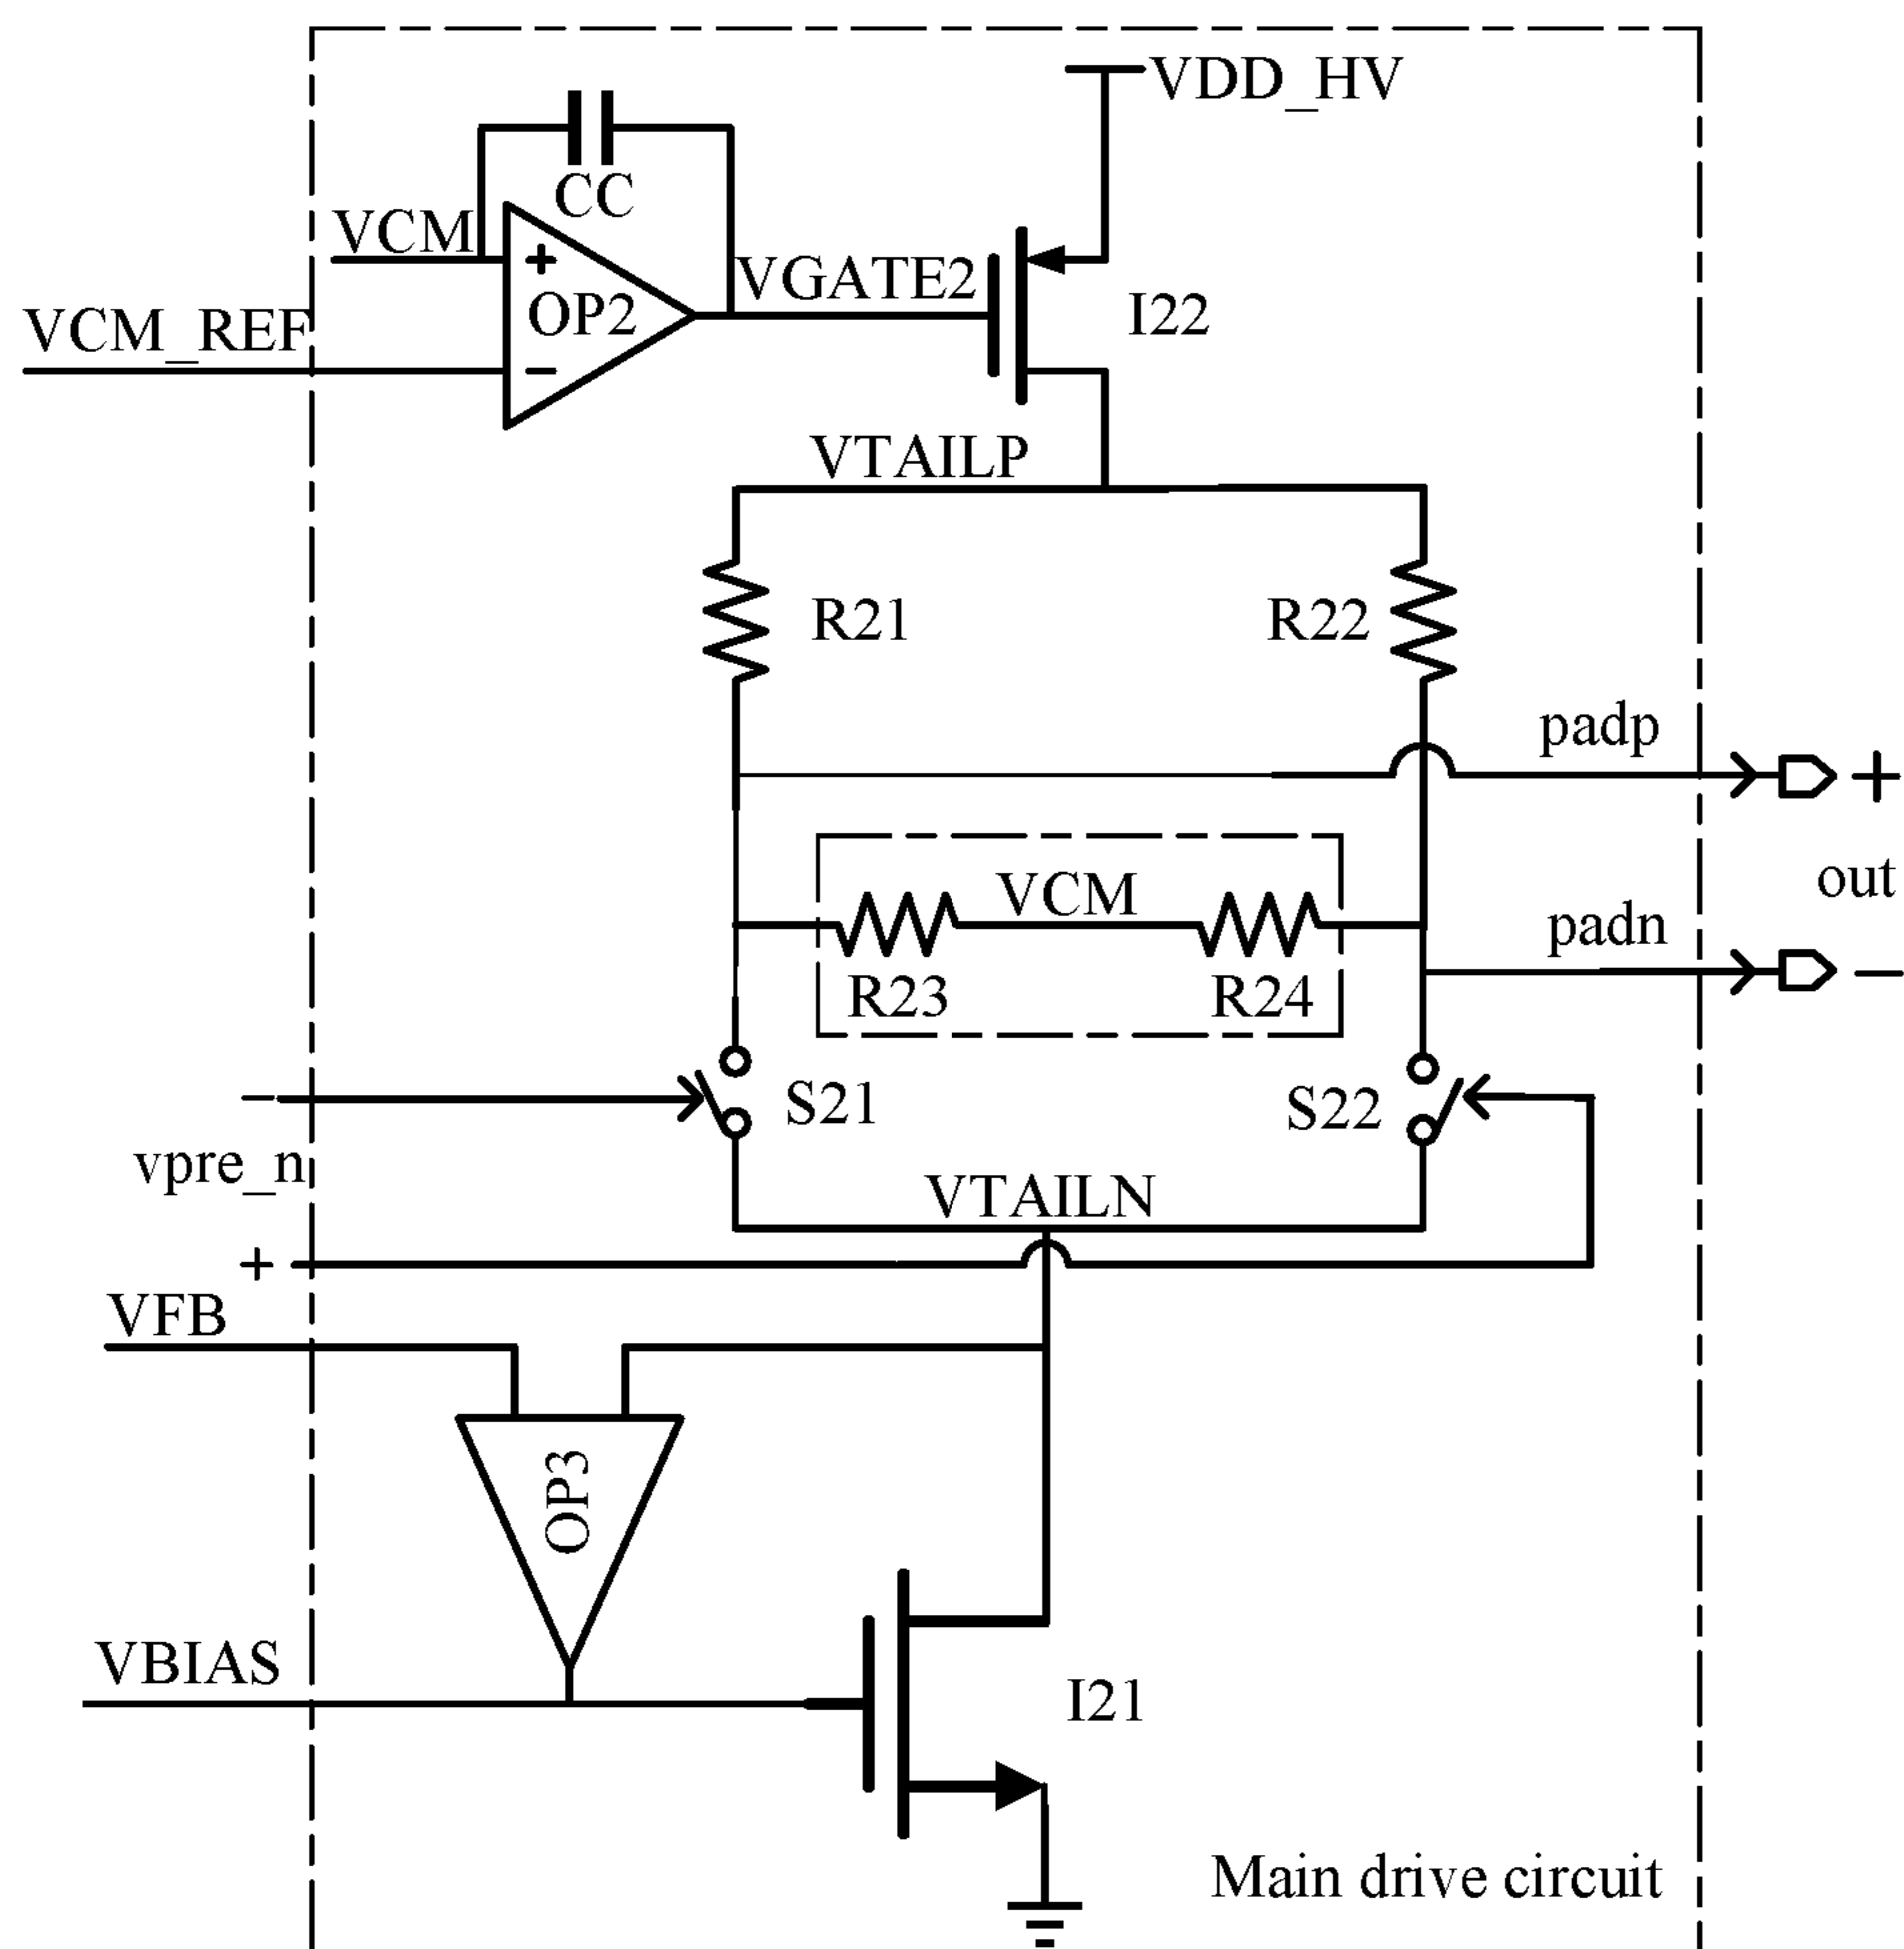 VDD_HV
CC
VCM
+
OP2
VGATE2
I22
VCM_REF
−
VTAILP
R21
R22
padp
+
VCM
out
padn
R23
R24
−
−
S21
S22
vpre_n
VTAILN
+
VFB
OP3
VBIAS
I21
Main drive circuit